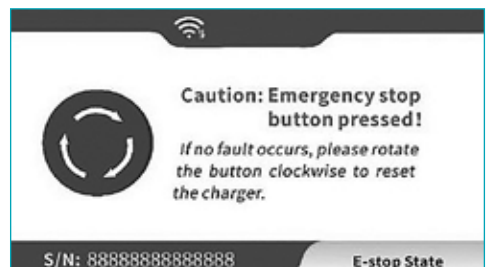 Caution: Emergency stop
button pressed!
If no fault occurs, please rotate
the button clockwise to reset
the charger.
S/N: 88888888888888
E-stop State